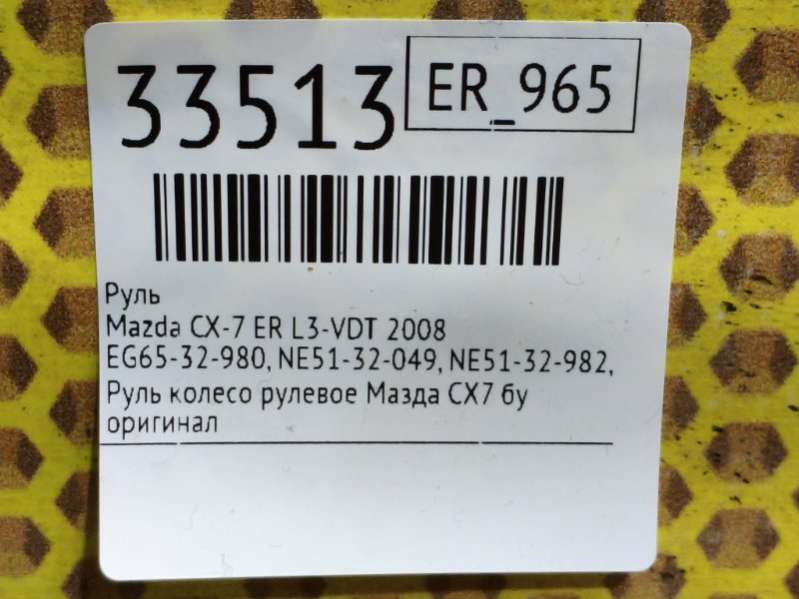 33513
ER_965
Руль
Mazda CX-7 ER L3-VDT 2008
EG65-32-980, NE51-32-049, NE51-32-982,
Руль колесо рулевое Мазда CX7 бу
оригинал